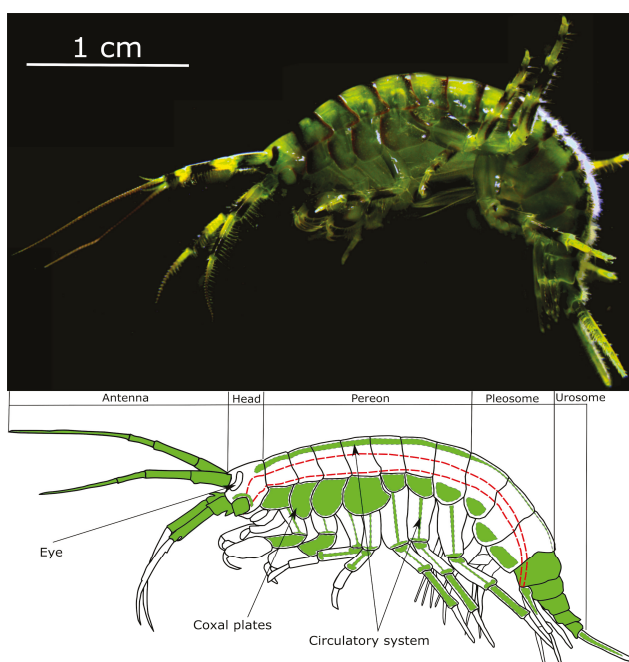 1 cm
Antenna Head Pereon Pleosome Urosome
Eye
Coxal plates
Circulatory system